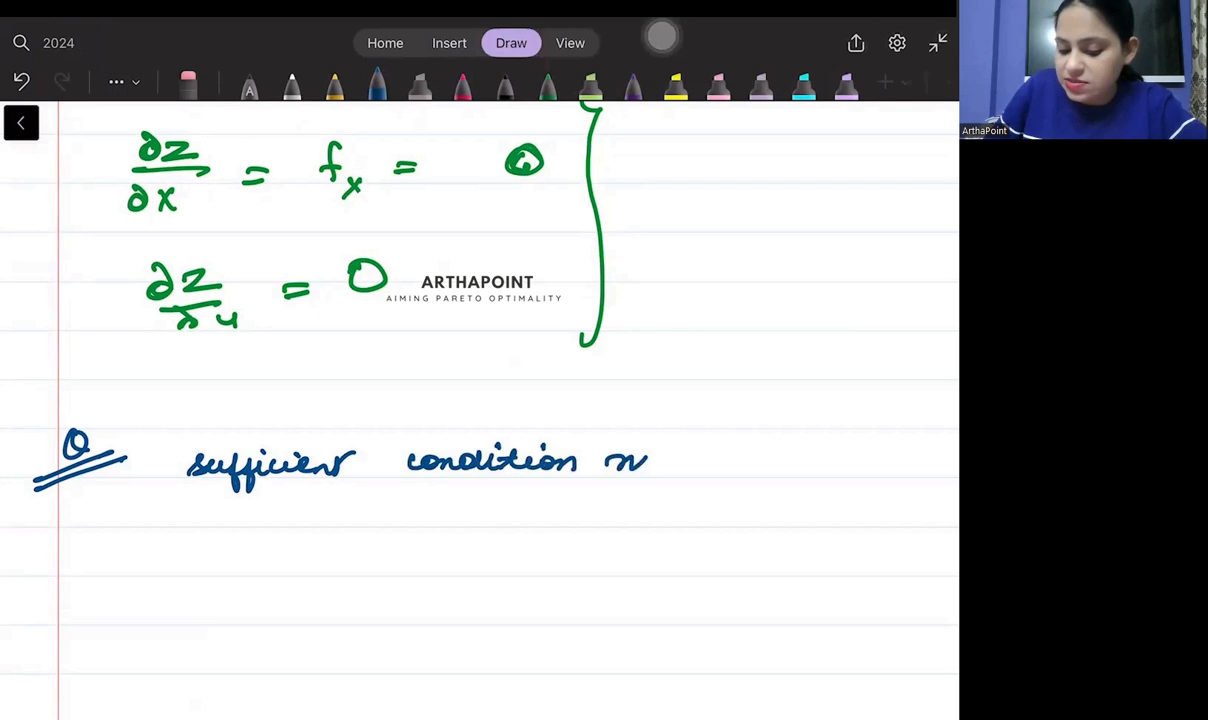 2024
Home Insert Draw View
A
ArthaPoint
∂z/∂x = fx = 0
∂z/∂y = 0
ARTHAPOINT
AIMING PARETO OPTIMALITY
Q sufficient condition